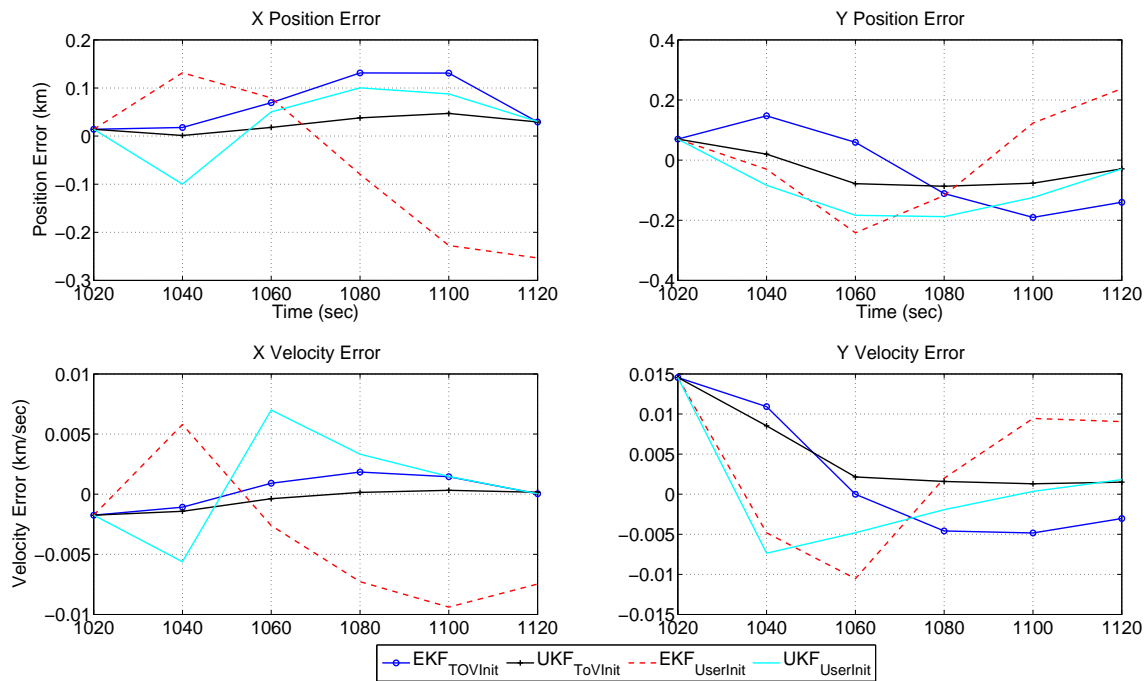 X Position Error
Y Position Error
0.2
0.1
0
−0.1
−0.2
−0.3
Position Error (km)
1020 1040 1060 1080 1100 1120
Time (sec)
0.4
0.2
0
−0.2
−0.4
1020 1040 1060 1080 1100 1120
Time (sec)
X Velocity Error
Y Velocity Error
0.01
0.005
0
−0.005
−0.01
Velocity Error (km/sec)
1020 1040 1060 1080 1100 1120
0.015
0.01
0.005
0
−0.005
−0.01
−0.015
1020 1040 1060 1080 1100 1120
EKF_TOVInit UKF_ToVInit EKF_UserInit UKF_UserInit